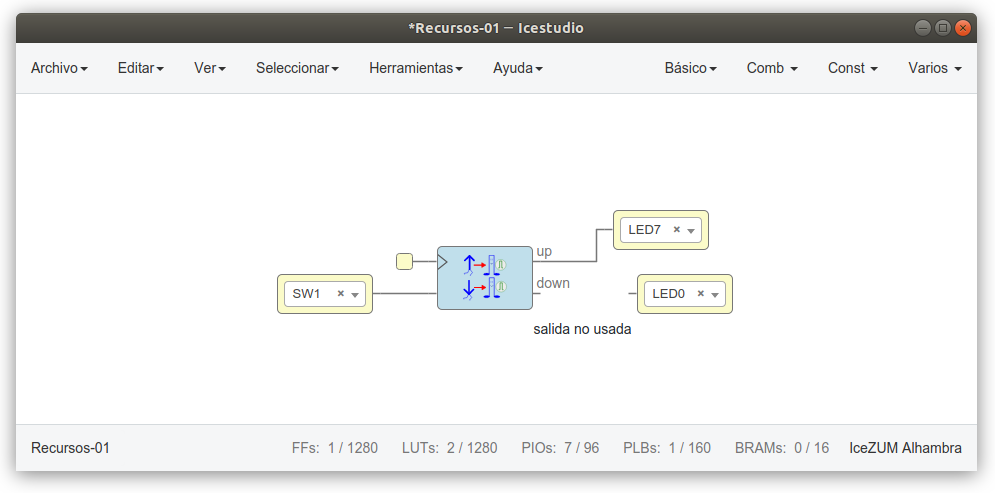 *Recursos-01 – Icestudio
Archivo Editar Ver Seleccionar Herramientas Ayuda Básico Comb Const Varios
LED7
up
down
SW1
LED0
salida no usada
Recursos-01 FFs: 1 / 1280 LUTs: 2 / 1280 PIOs: 7 / 96 PLBs: 1 / 160 BRAMs: 0 / 16 IceZUM Alhambra